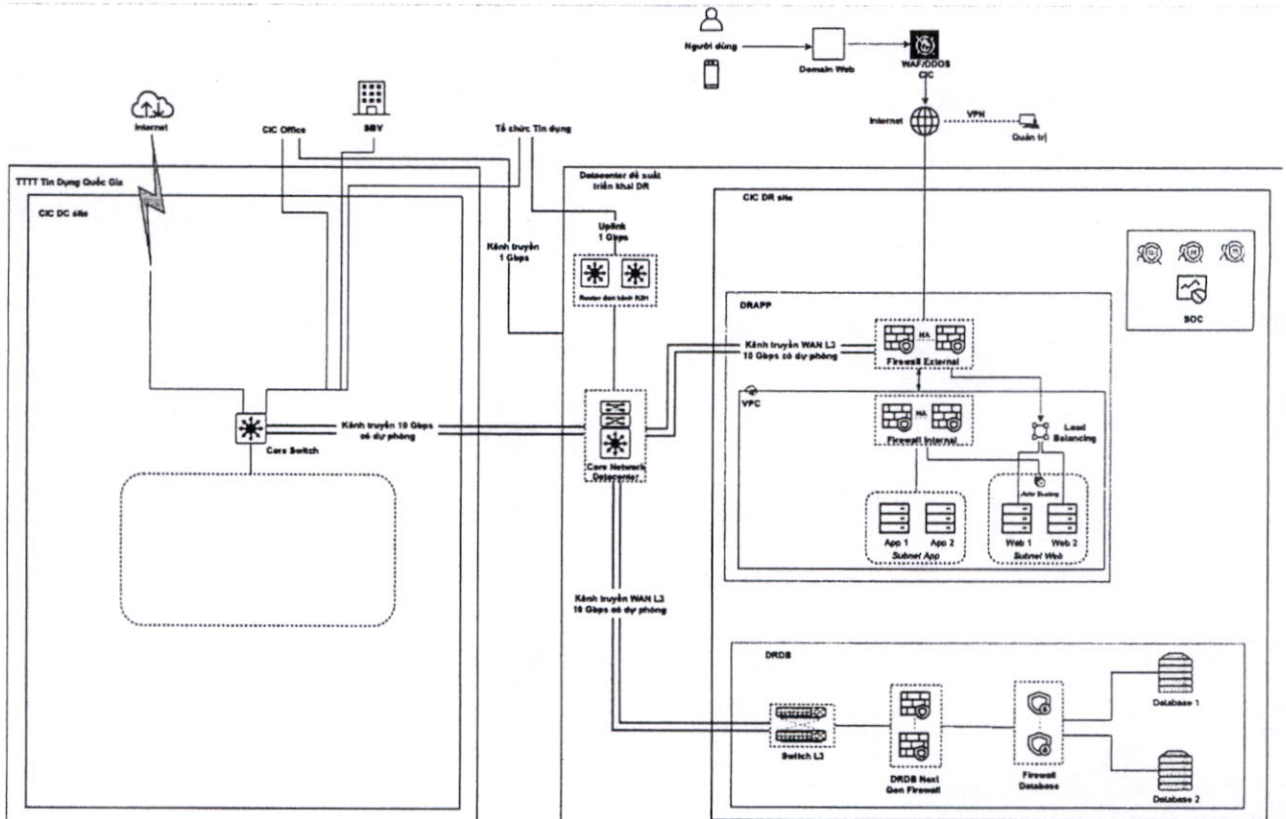 Người dùng
Domain Web
WAF/DDOS
CIC
Internet
VPN
Quản trị
Internet
CIC Office
SBV
Tổ chức Tín dụng
TTTT Tín Dụng Quốc Gia
CIC DC site
Kênh truyền
1 Gbps
Datacenter đề xuất
triển khai DR
Uplink
1 Gbps
CIC DR site
SOC
DRAPP
HA
Firewall External
Kênh truyền WAN L3
10 Gbps có dự phòng
VPC
HA
Firewall Internal
Load
Balancing
Kênh truyền 10 Gbps
có dự phòng
Core Switch
Core Network
Datacenter
App 1
App 2
Subnet App
Web 1
Web 2
Subnet Web
Kênh truyền WAN L3
10 Gbps có dự phòng
DRDB
Switch L3
DRDB Next
Gen Firewall
Firewall
Database
Database 1
Database 2